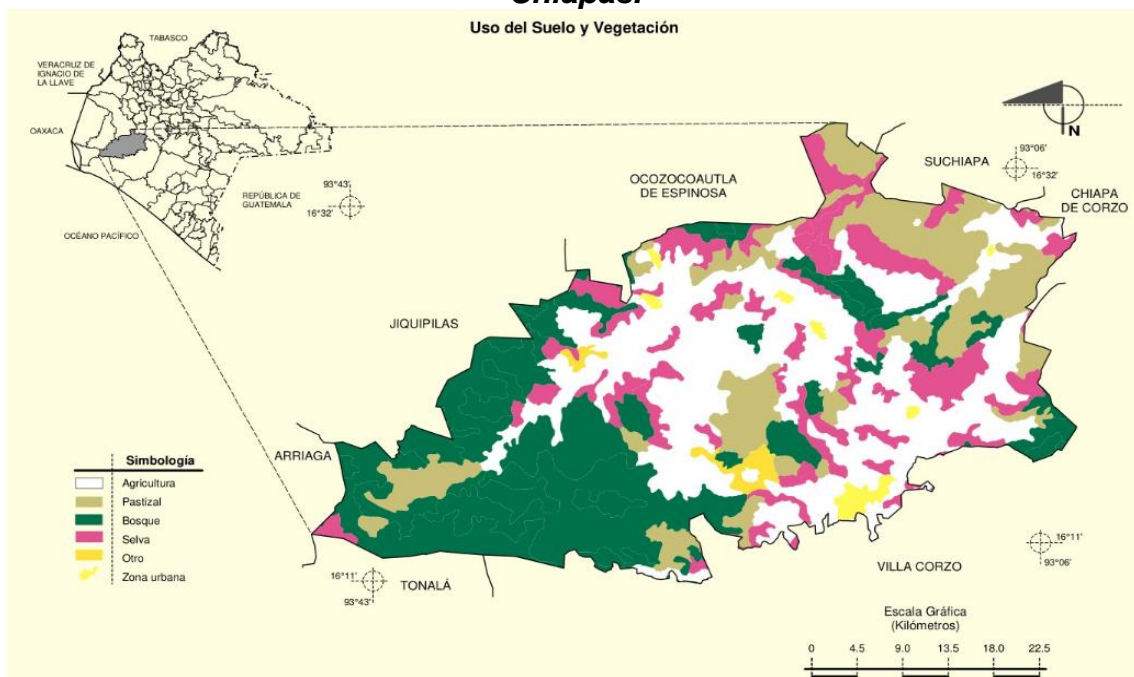 Chiapas.
Uso del Suelo y Vegetación
TABASCO
VERACRUZ DE
IGNACIO DE
LA LLAVE
OAXACA
REPÚBLICA DE
GUATEMALA
OCÉANO PACÍFICO
93°43'
16°32'
N
93°06'
16°32'
SUCHIAPA
OCOZOCOAUTLA
DE ESPINOSA
CHIAPA
DE CORZO
JIQUIPILAS
ARRIAGA
Simbología
Agricultura
Pastizal
Bosque
Selva
Otro
Zona urbana
16°11'
93°43'
TONALÁ
VILLA CORZO
16°11'
93°06'
Escala Gráfica
(Kilómetros)
0 4.5 9.0 13.5 18.0 22.5